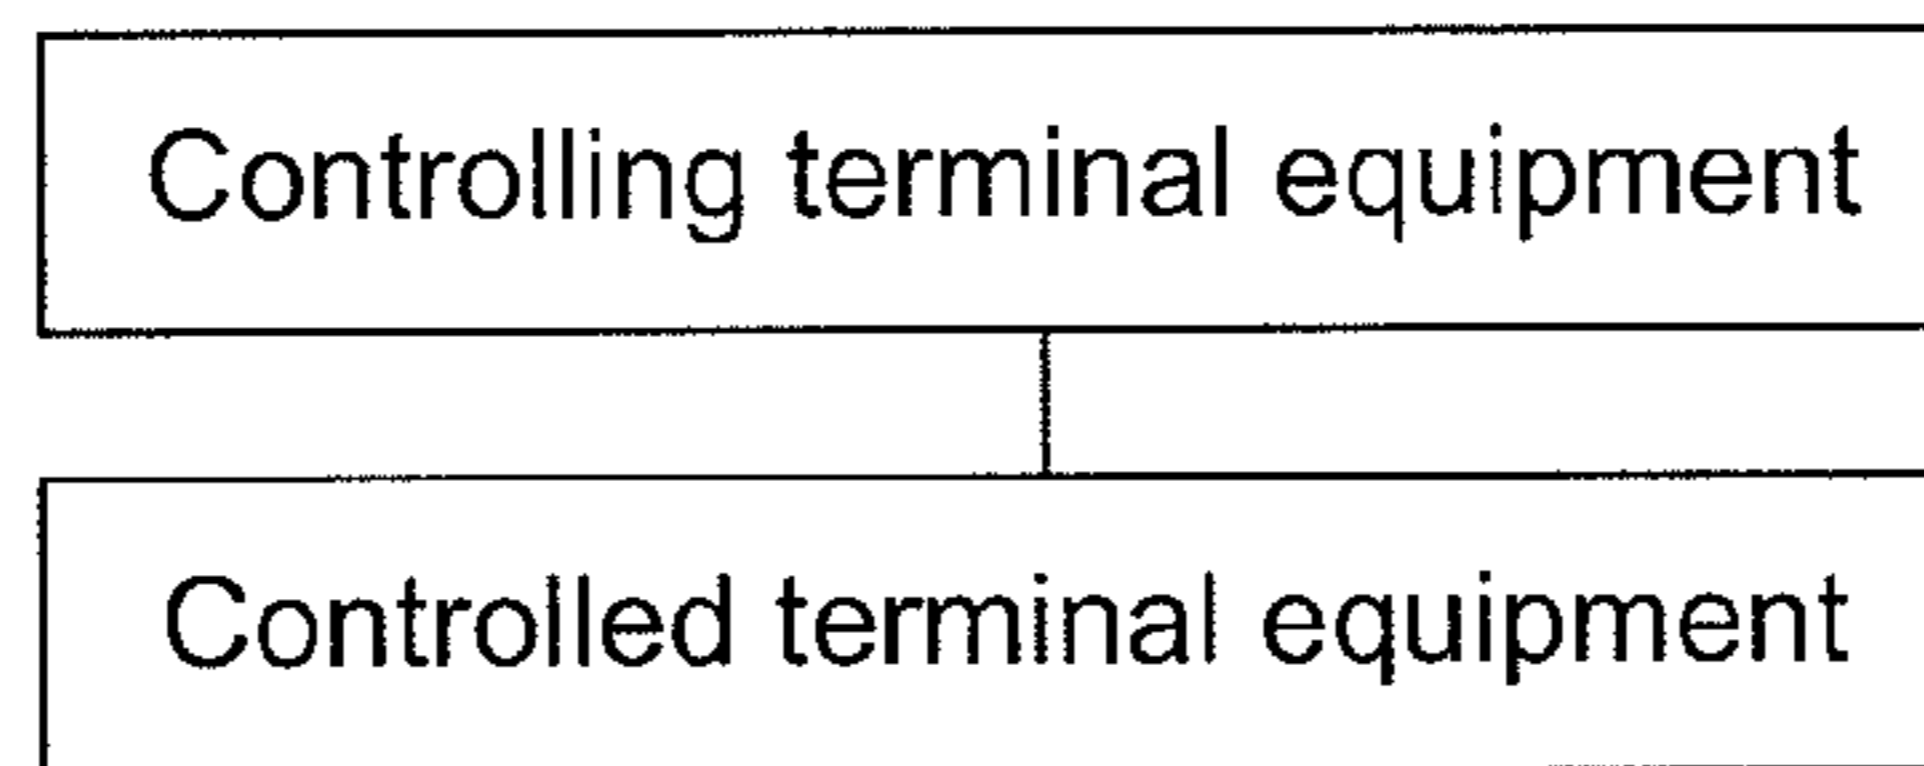 Controlling terminal equipment
Controlled terminal equipment